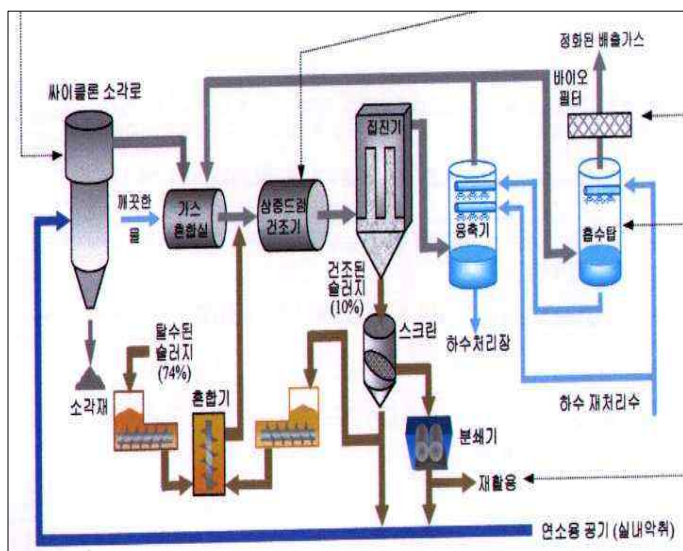 정화된 배출가스
바이오
필터
싸이클론 소각로
집진기
깨끗한
물
가스
혼합실
삼중드럼
건조기
응축기
흡수탑
건조된
슬러지
(10%)
스크린
하수처리장
탈수된
슬러지
(74%)
소각재
혼합기
하수 재처리수
분쇄기
재활용
연소용 공기 (실내악취)